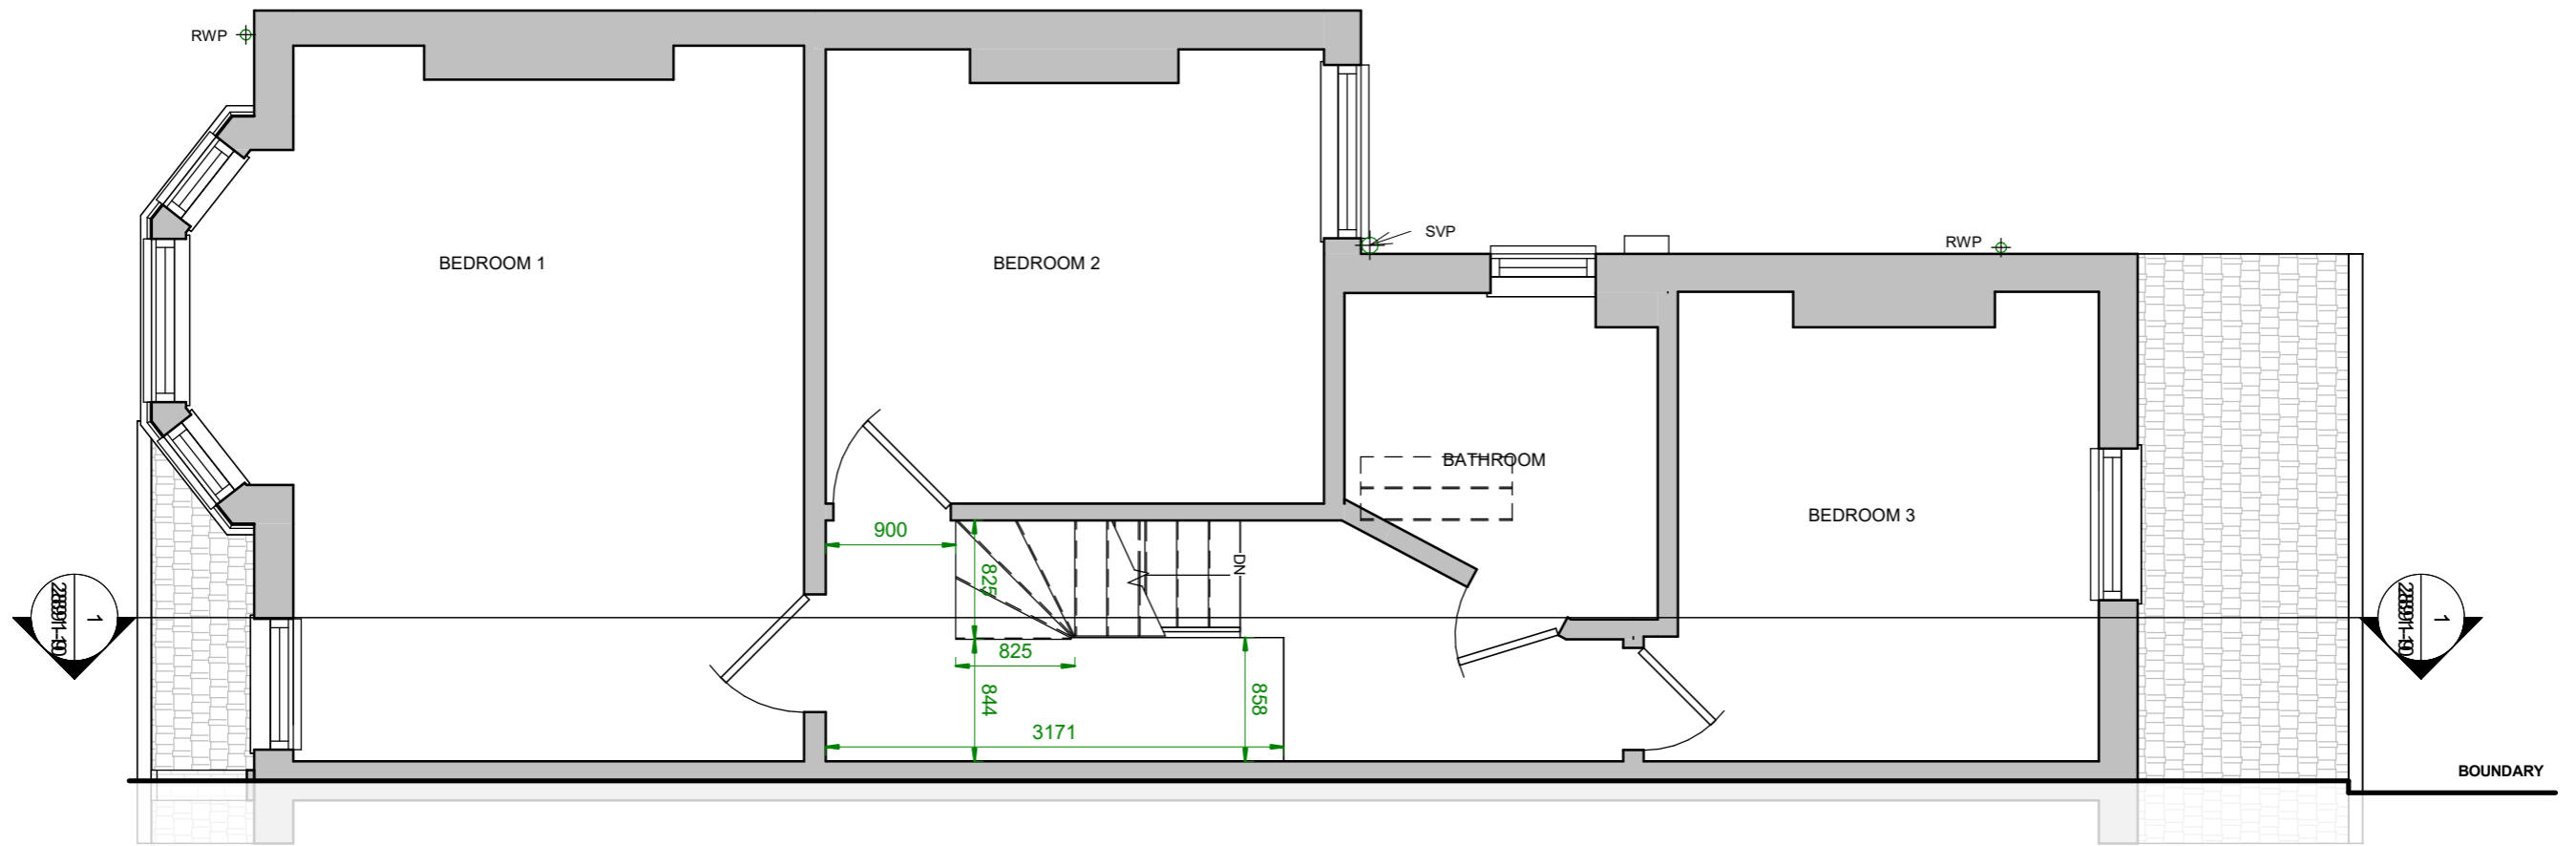 RWP
SVP
RWP
BEDROOM 1
BEDROOM 2
BATHROOM
BEDROOM 3
900
825
DN
825
844
858
3171
1
1
BOUNDARY